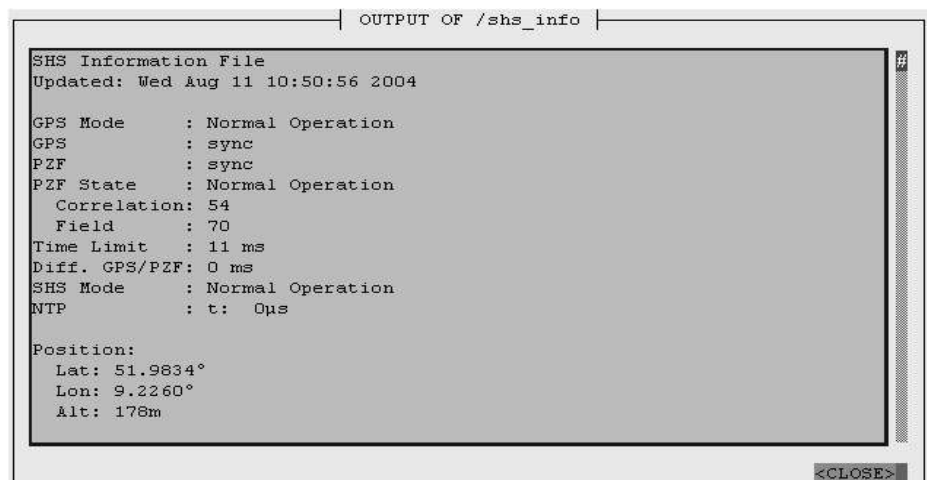 OUTPUT OF /shs_info
SHS Information File
#
Updated: Wed Aug 11 10:50:56 2004
GPS Mode : Normal Operation
GPS : sync
PZF : sync
PZF State : Normal Operation
Correlation: 54
Field : 70
Time Limit : 11 ms
Diff. GPS/PZF: 0 ms
SHS Mode : Normal Operation
NTP : t: 0µs
Position:
Lat: 51.9834°
Lon: 9.2260°
Alt: 178m
<CLOSE>